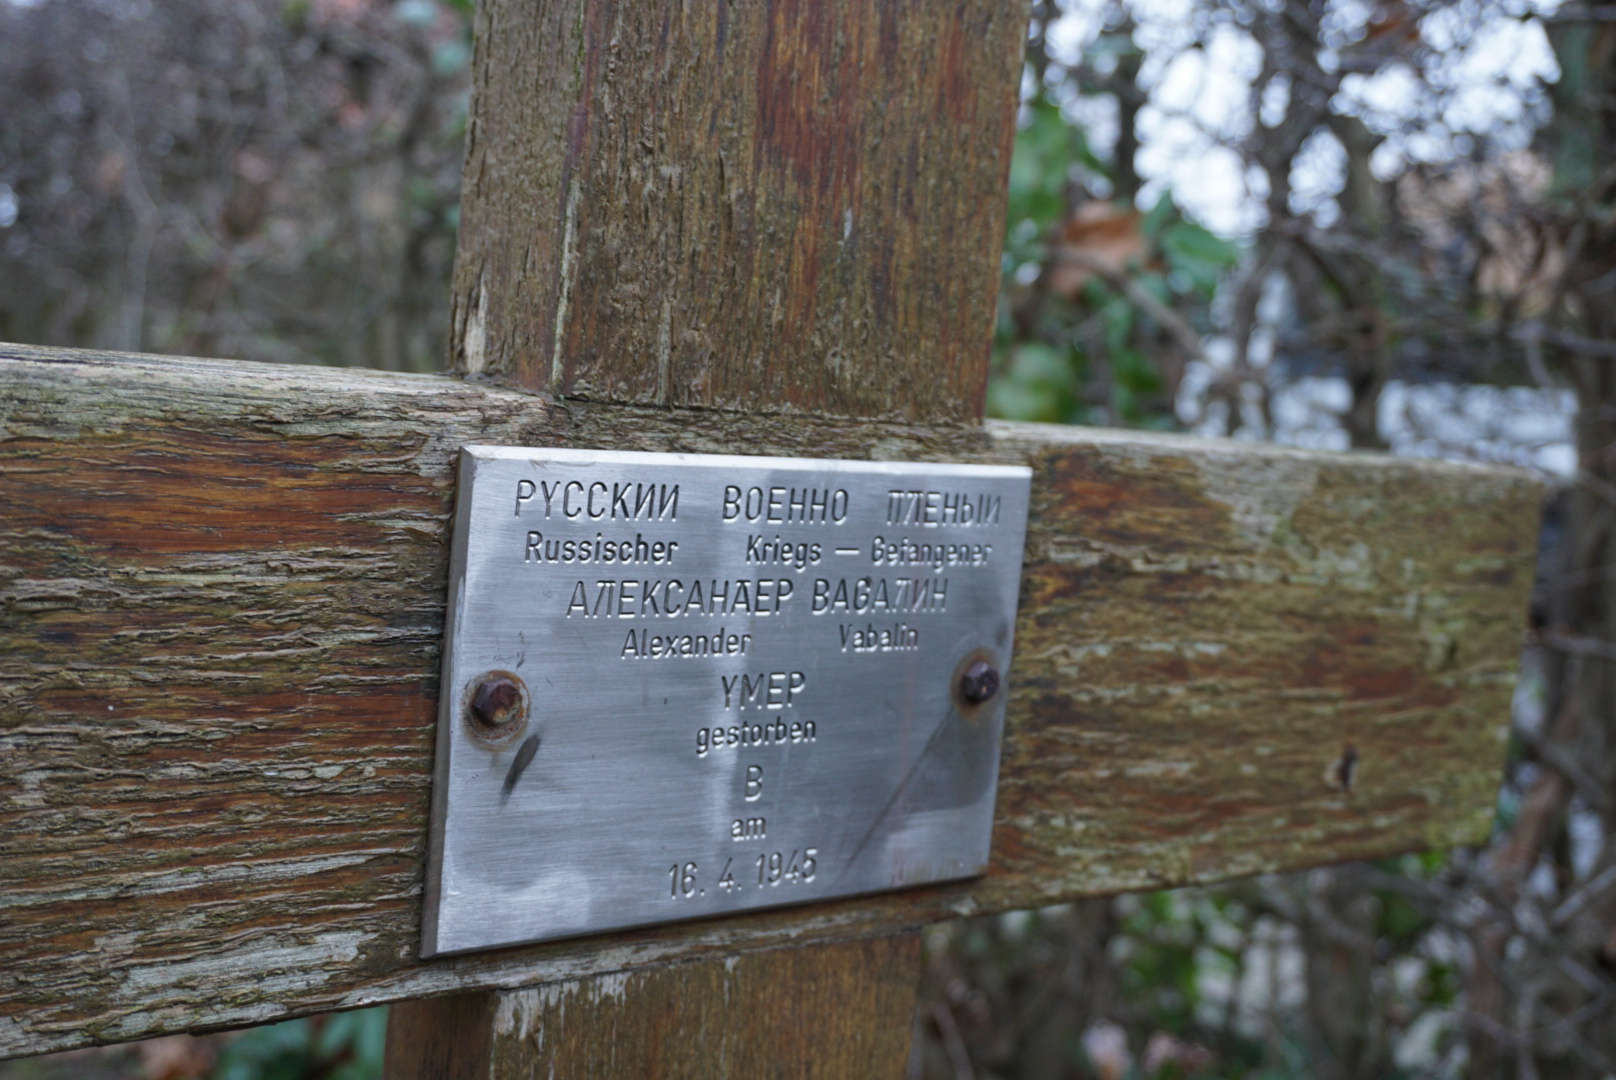 РУССКИИ ВОЕННО ПЛЕНЫИ
Russischer Kriegs — Gefangener
АЛЕКСАНДЕР ВАБАЛИН
Alexander Vabalin
УМЕР
gestorben
В
am
16. 4. 1945